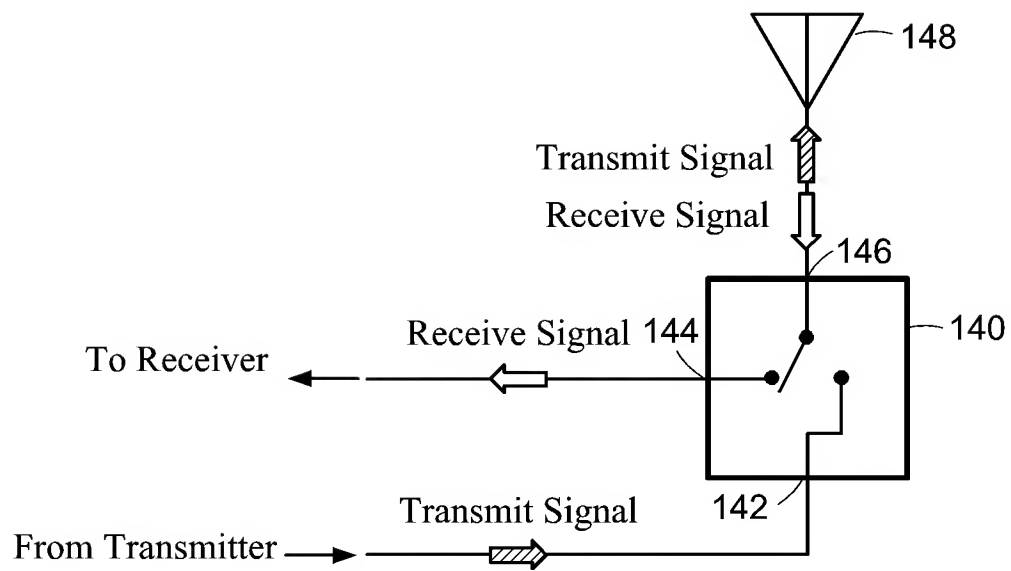 148
Transmit Signal
Receive Signal
146
Receive Signal
144
140
To Receiver
142
Transmit Signal
From Transmitter